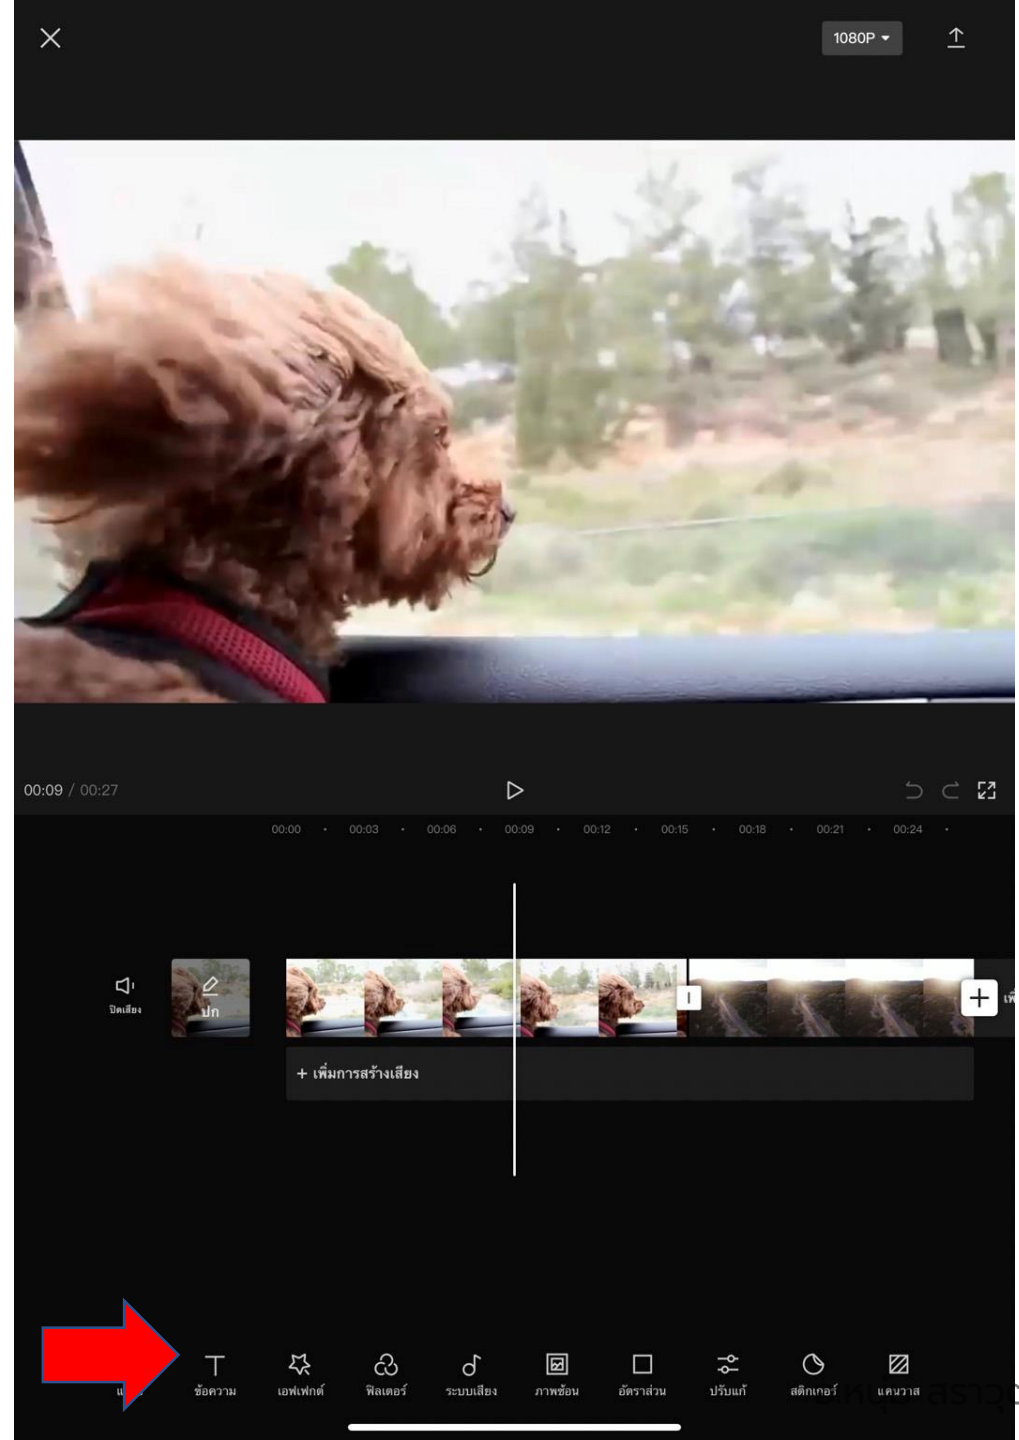 1080P
00:09 / 00:27
00:00 00:03 00:06 00:09 00:12 00:15 00:18 00:21 00:24
ปิดเสียง
ปก
+ เพิ่มการสร้างเสียง
ข้อความ เอฟเฟกต์ ฟิลเตอร์ ระบบเสียง ภาพซ้อน อัตราส่วน ปรับแก้ สติกเกอร์ แคนวาส